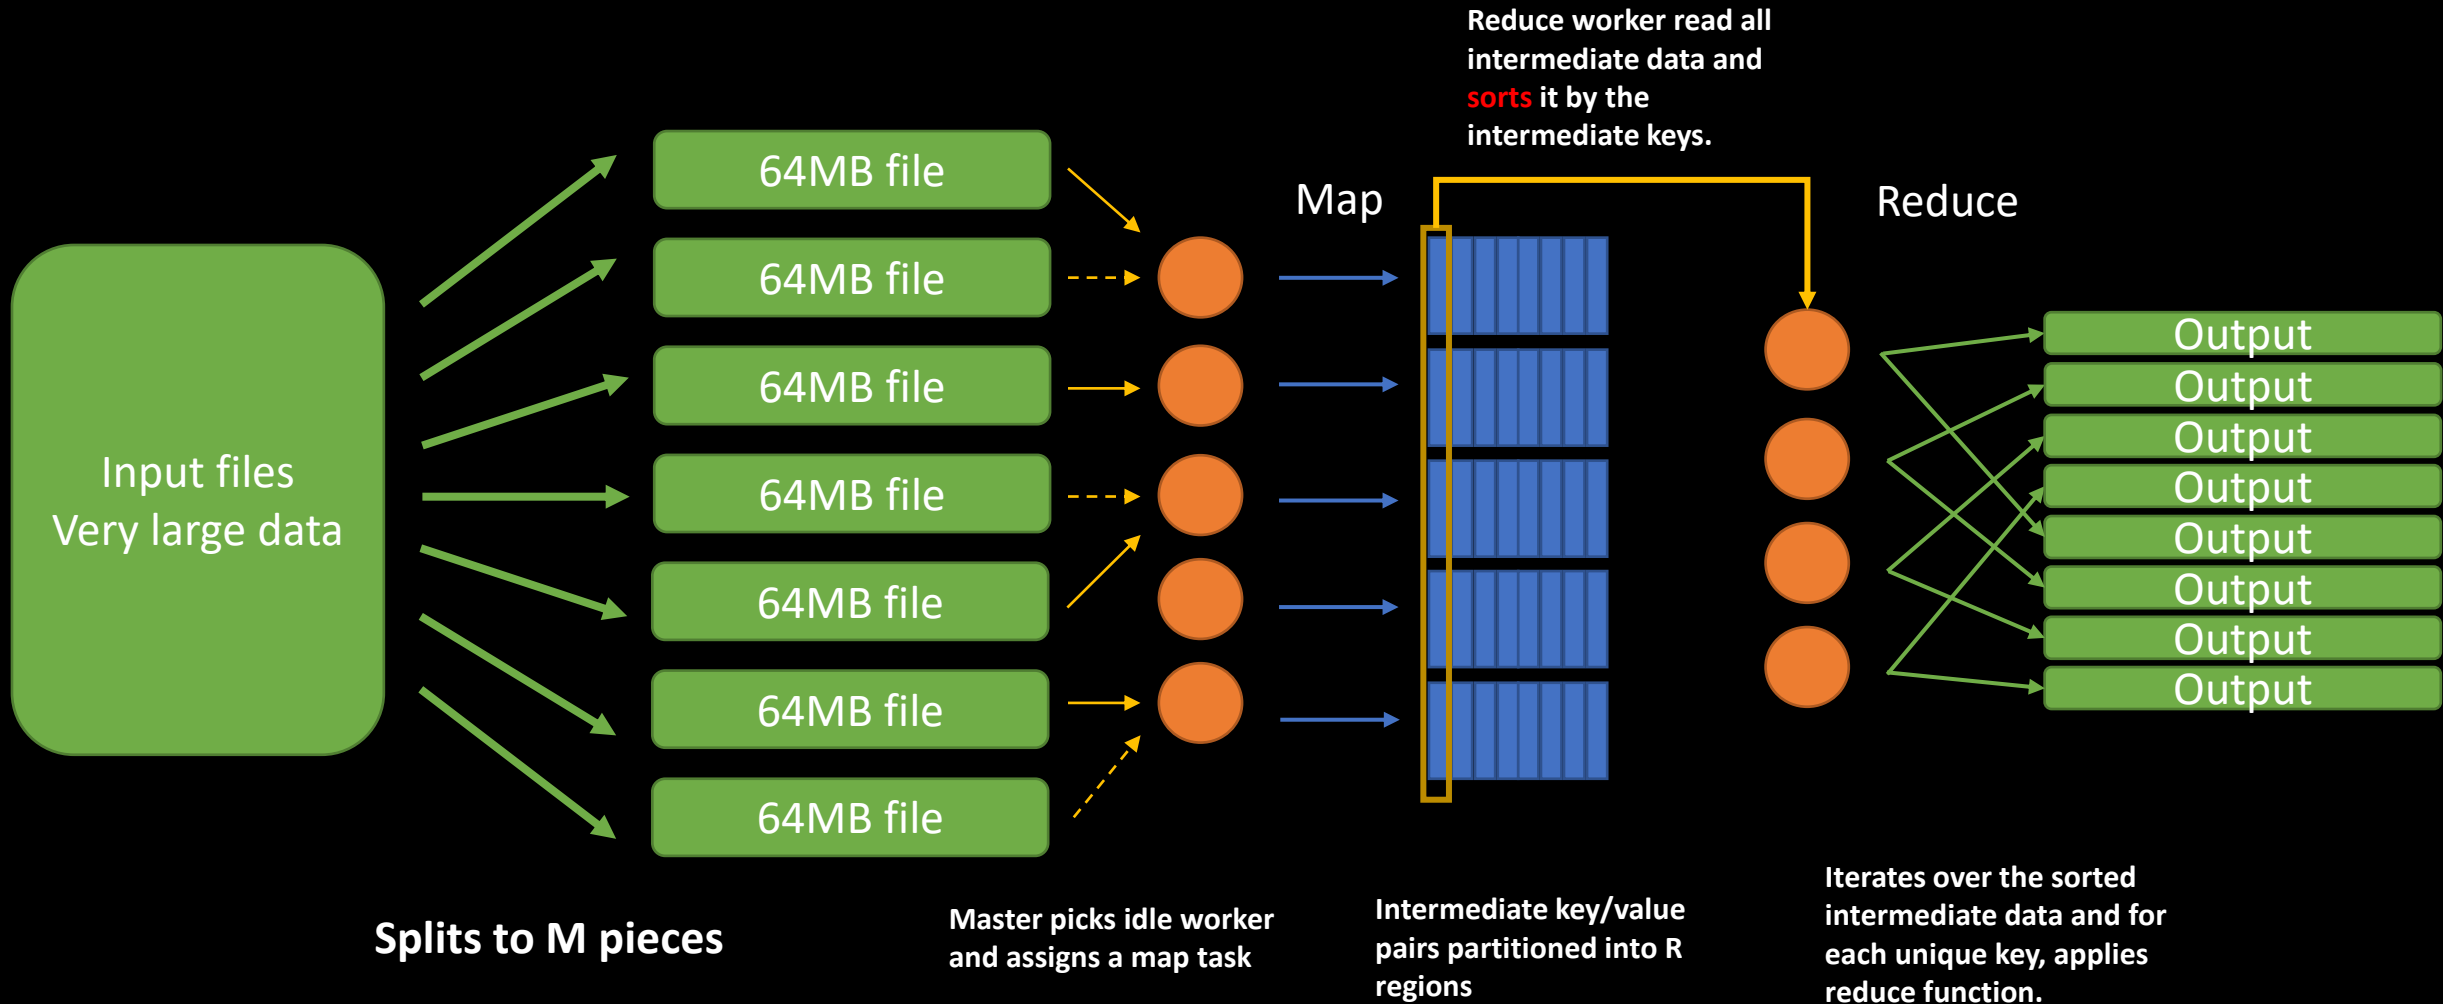 Reduce worker read all
intermediate data and
sorts it by the
intermediate keys.
Map
Reduce
Input files
Very large data
64MB file
64MB file
64MB file
64MB file
64MB file
64MB file
64MB file
Output
Output
Output
Output
Output
Output
Output
Output
Splits to M pieces
Master picks idle worker
and assigns a map task
Intermediate key/value
pairs partitioned into R
regions
Iterates over the sorted
intermediate data and for
each unique key, applies
reduce function.